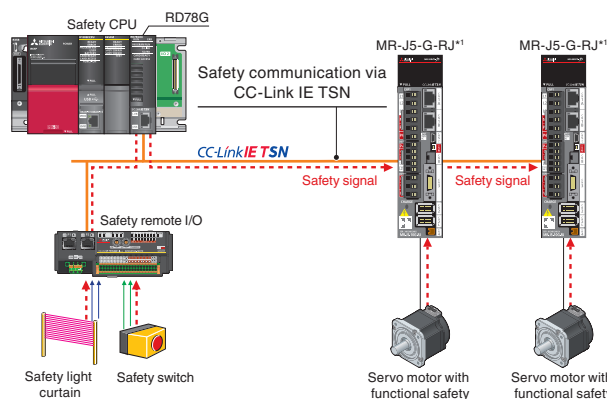 RD78G
Safety CPU
MR-J5-G-RJ*1
MR-J5-G-RJ*1
Safety communication via
CC-Link IE TSN
CC-Link IE TSN
Safety signal
Safety signal
Safety remote I/O
Safety light
curtain
Safety switch
Servo motor with
functional safety
Servo motor with
functional safety